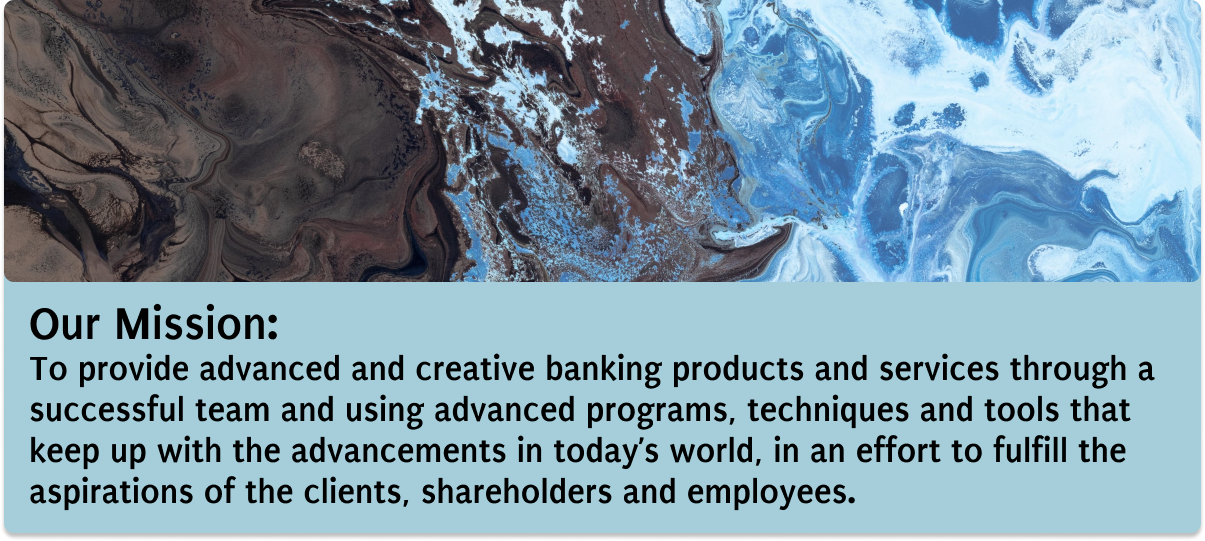 Our Mission:
To provide advanced and creative banking products and services through a
successful team and using advanced programs, techniques and tools that
keep up with the advancements in today’s world, in an effort to fulfill the
aspirations of the clients, shareholders and employees.